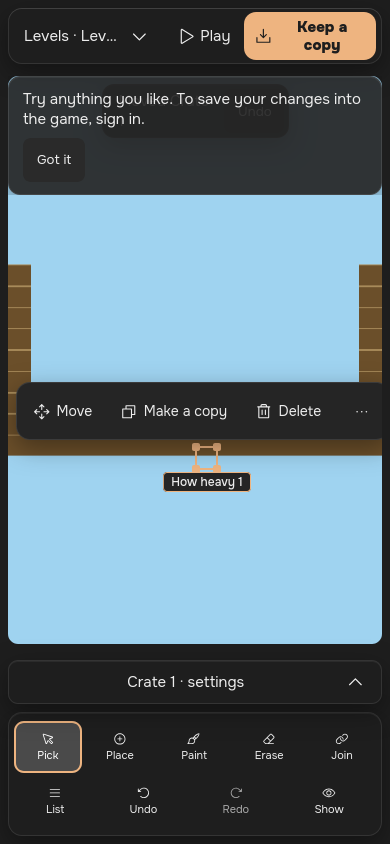 Levels · Lev...
Play
Keep a
copy
Try anything you like. To save your changes into
the game, sign in.
Undo
Got it
Move
Make a copy
Delete
...
How heavy 1
Crate 1 · settings
Pick
Place
Paint
Erase
Join
List
Undo
Redo
Show